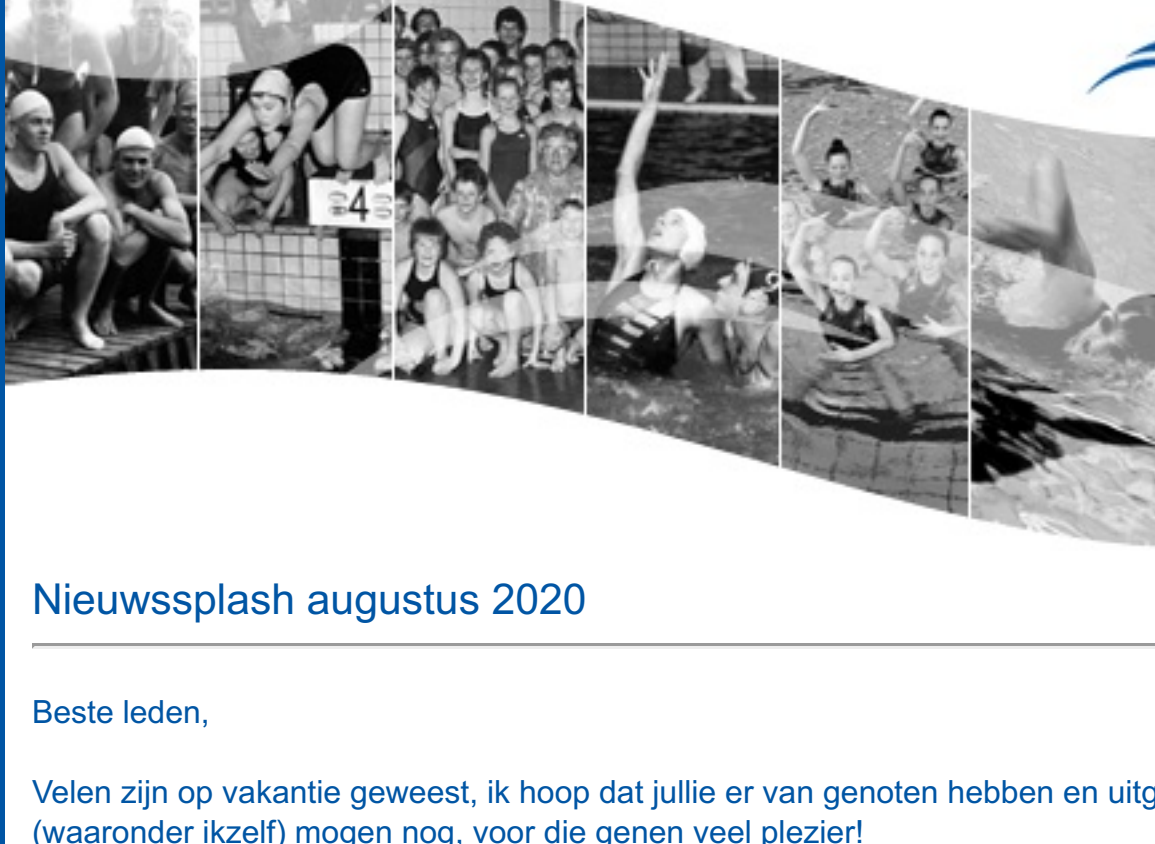 4
Nieuwssplash augustus 2020
Beste leden,
Velen zijn op vakantie geweest, ik hoop dat jullie er van genoten hebben en uitg
(waaronder ikzelf) mogen nog, voor die genen veel plezier!